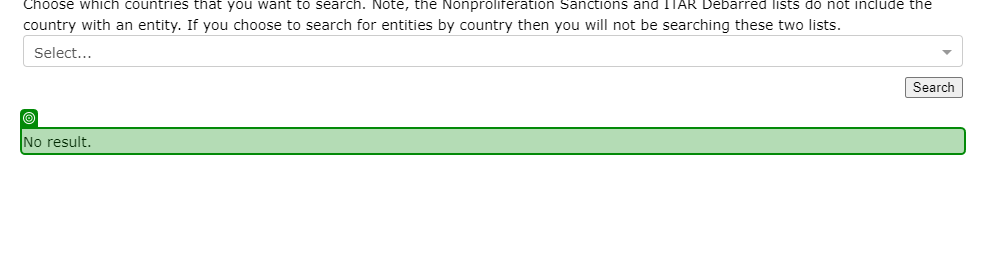 Choose which countries that you want to search. Note, the Nonproliferation Sanctions and ITAR Debarred lists do not include the
country with an entity. If you choose to search for entities by country then you will not be searching these two lists.
Select...
Search
No result.